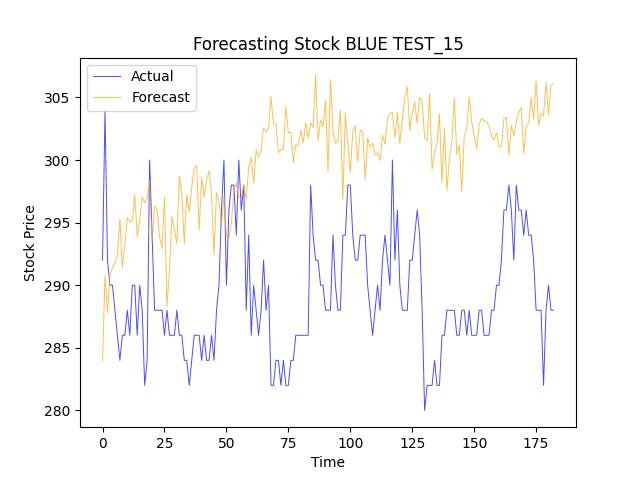 Forecasting Stock BLUE TEST_15
Actual
Forecast
Stock Price
305
300
295
290
285
280
0 25 50 75 100 125 150 175
Time